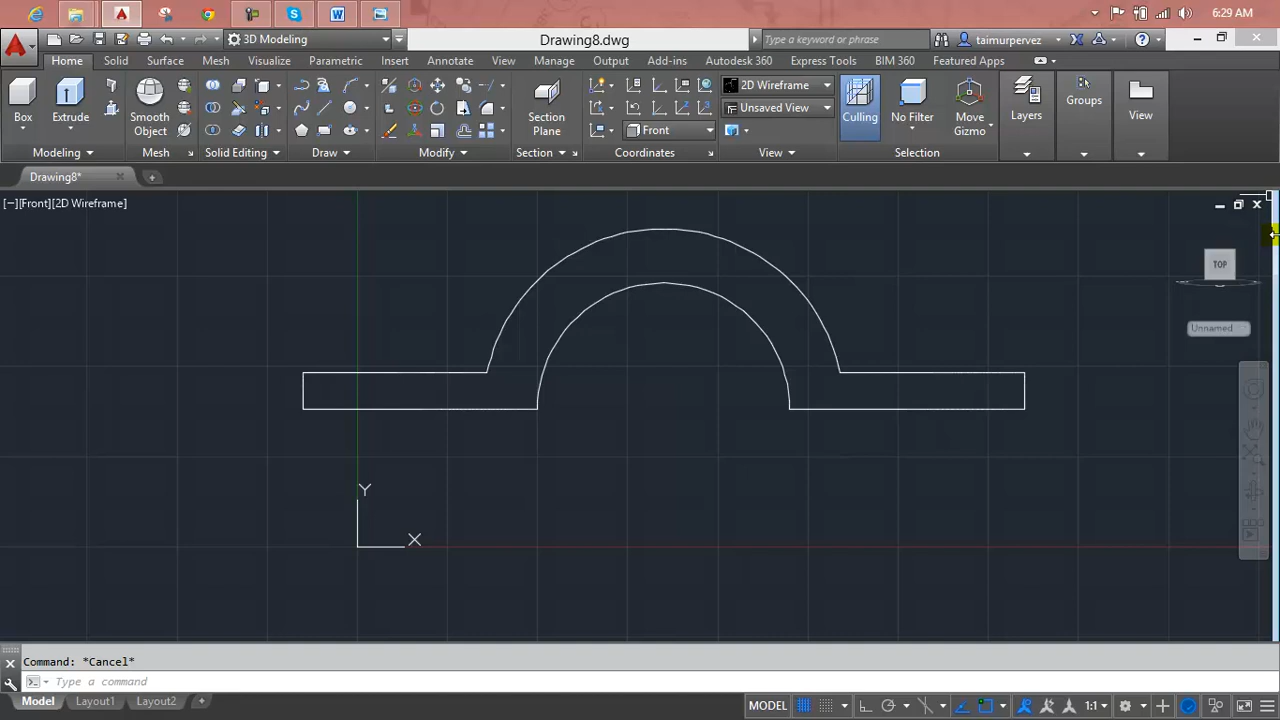 6:29 AM
3D Modeling
Drawing8.dwg
Type a keyword or phrase
taimurpervez
Home Solid Surface Mesh Visualize Parametric Insert Annotate View Manage Output Add-ins Autodesk 360 Express Tools BIM 360 Featured Apps
2D Wireframe
Unsaved View
Front
Box
Extrude
Smooth Object
Section Plane
Culling
No Filter
Move Gizmo
Layers
Groups
View
Modeling
Mesh
Solid Editing
Draw
Modify
Section
Coordinates
View
Selection
Drawing8*
[−][Front][2D Wireframe]
TOP
Unnamed
Y
X
Command: *Cancel*
Type a command
Model Layout1 Layout2
MODEL
1:1